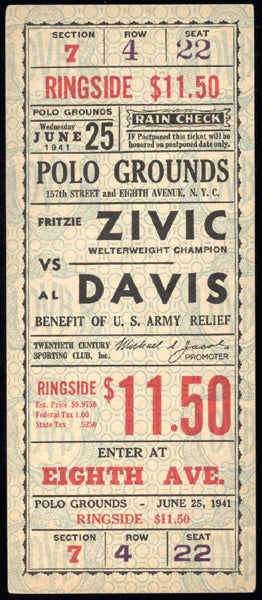 SECTION ROW SEAT
7 4 22
RINGSIDE $11.50
POLO GROUNDS
Wednesday
JUNE 25
1941
RAIN CHECK
IF Postponed this ticket will be
honored on postponed date only.
POLO GROUNDS
157th STREET and EIGHTH AVENUE, N. Y. C.
FRITZIE ZIVIC
WELTERWEIGHT CHAMPION
VS
AL DAVIS
BENEFIT OF U. S. ARMY RELIEF
TWENTIETH CENTURY
SPORTING CLUB, Inc.
Michael S. Jacobs
PROMOTER
RINGSIDE $11.50
Est. Price $9.9750
Federal Tax 1.00
State Tax .5250
ENTER AT
EIGHTH AVE.
POLO GROUNDS - JUNE 25, 1941
RINGSIDE $11.50
SECTION ROW SEAT
7 4 22